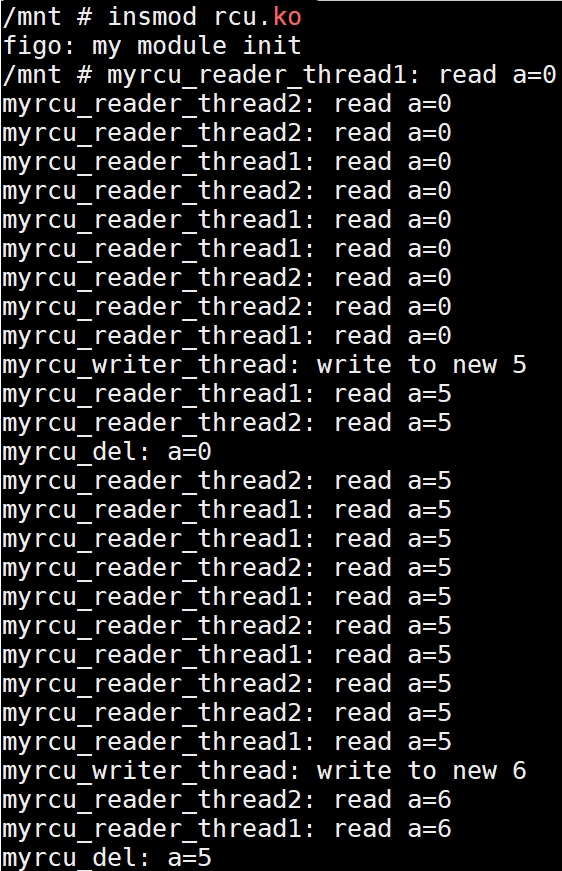 /mnt # insmod rcu.ko
figo: my module init
/mnt # myrcu_reader_thread1: read a=0
myrcu_reader_thread2: read a=0
myrcu_reader_thread2: read a=0
myrcu_reader_thread1: read a=0
myrcu_reader_thread2: read a=0
myrcu_reader_thread1: read a=0
myrcu_reader_thread1: read a=0
myrcu_reader_thread2: read a=0
myrcu_reader_thread2: read a=0
myrcu_reader_thread1: read a=0
myrcu_writer_thread: write to new 5
myrcu_reader_thread1: read a=5
myrcu_reader_thread2: read a=5
myrcu_del: a=0
myrcu_reader_thread2: read a=5
myrcu_reader_thread1: read a=5
myrcu_reader_thread1: read a=5
myrcu_reader_thread2: read a=5
myrcu_reader_thread1: read a=5
myrcu_reader_thread2: read a=5
myrcu_reader_thread1: read a=5
myrcu_reader_thread2: read a=5
myrcu_reader_thread2: read a=5
myrcu_reader_thread1: read a=5
myrcu_writer_thread: write to new 6
myrcu_reader_thread2: read a=6
myrcu_reader_thread1: read a=6
myrcu_del: a=5